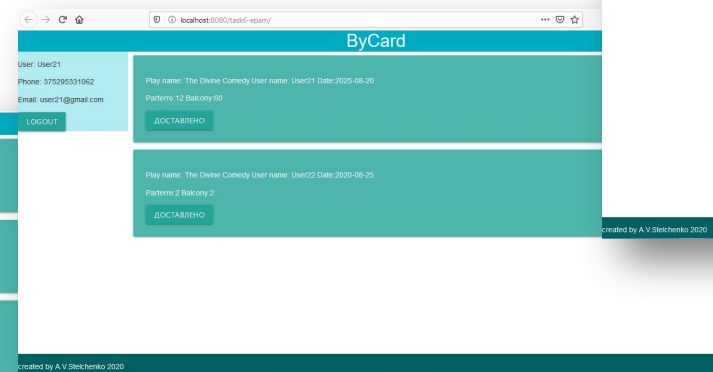 localhost:8080/task6-epam/
ByCard
User: User21
Phone: 375295331062
Email: user21@gmail.com
LOGOUT
Play name: The Divine Comedy User name: User21 Date:2025-08-20
Parterre:12 Balcony:60
ДОСТАВЛЕНО
Play name: The Divine Comedy User name: User22 Date:2020-08-25
Parterre:2 Balcony:2
ДОСТАВЛЕНО
created by A.V.Stelchenko 2020
created by A.V.Stelchenko 2020